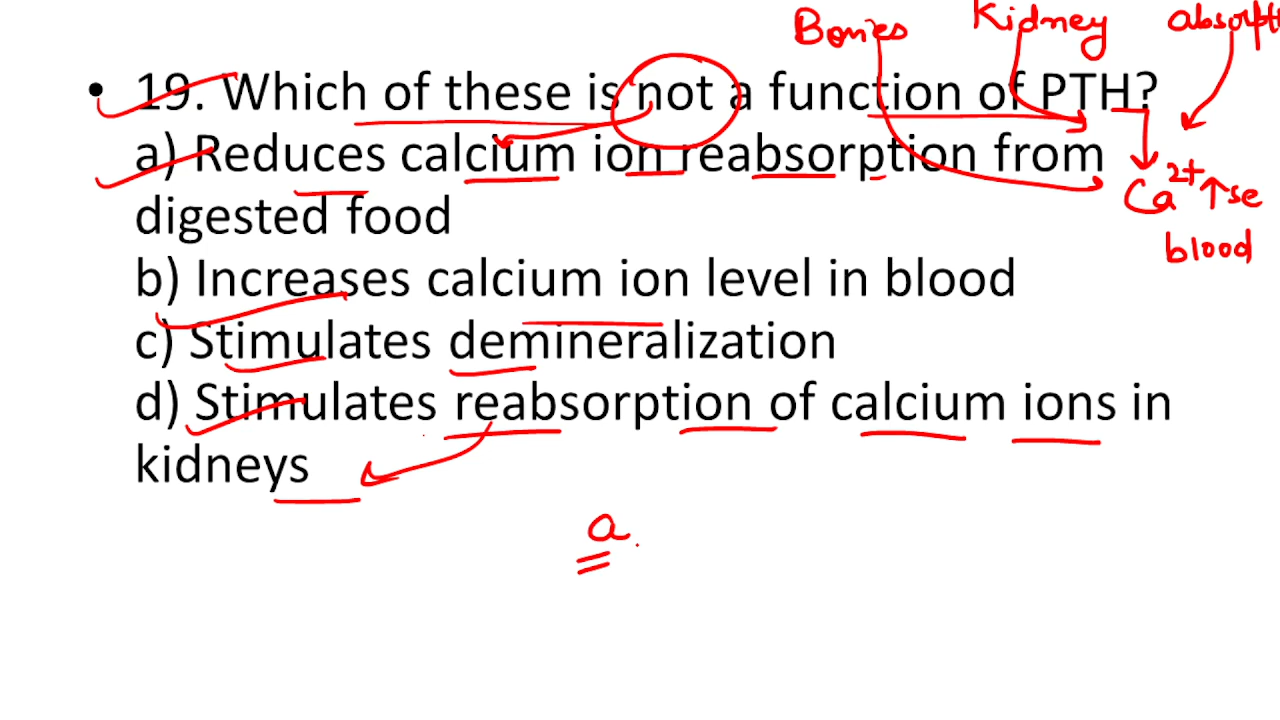 Bones Kidney
• 19. Which of these is not a function of PTH?
a) Reduces calcium ion reabsorption from
digested food
Ca²⁺ ↑se
blood
b) Increases calcium ion level in blood
c) Stimulates demineralization
d) Stimulates reabsorption of calcium ions in
kidneys
a